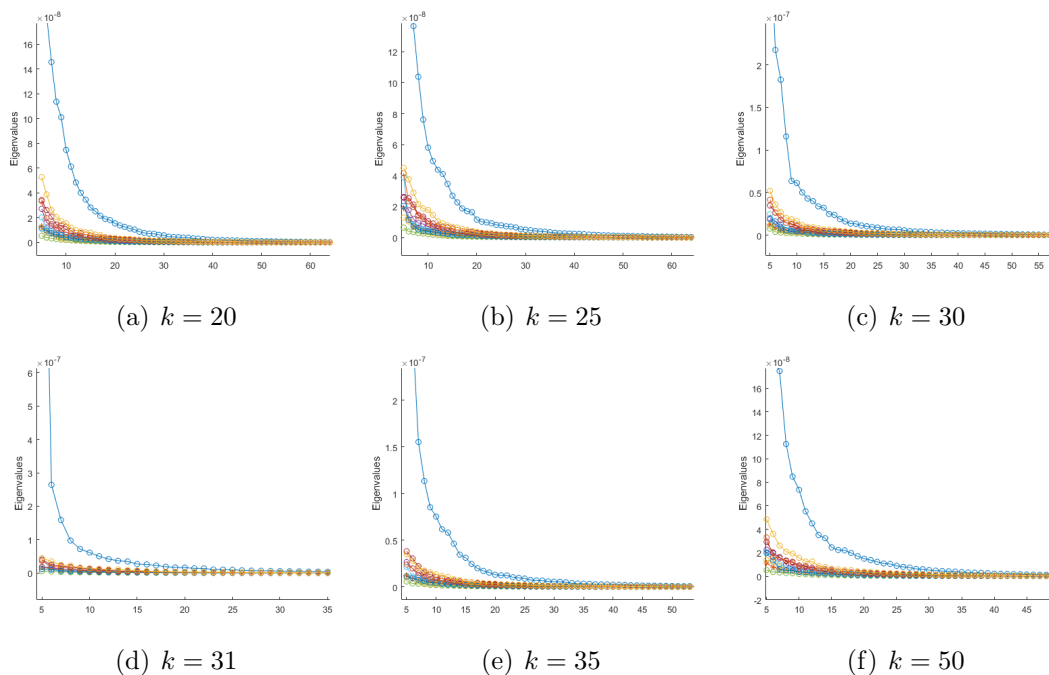 ×10^-8
16
14
12
10
8
6
4
2
0
Eigenvalues
10 20 30 40 50 60
(a) k = 20
×10^-8
12
10
8
6
4
2
0
Eigenvalues
10 20 30 40 50 60
(b) k = 25
×10^-7
2
1.5
1
0.5
0
Eigenvalues
5 10 15 20 25 30 35 40 45 50 55
(c) k = 30
×10^-7
6
5
4
3
2
1
0
Eigenvalues
5 10 15 20 25 30 35
(d) k = 31
×10^-7
2
1.5
1
0.5
0
Eigenvalues
5 10 15 20 25 30 35 40 45 50
(e) k = 35
×10^-8
16
14
12
10
8
6
4
2
0
-2
Eigenvalues
5 10 15 20 25 30 35 40 45
(f) k = 50